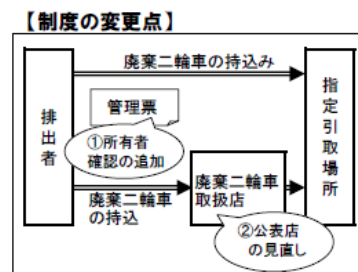 【制度の変更点】
廃棄二輪車の持込み
排出者
管理票
①所有者
確認の追加
指定引取場所
廃棄二輪車
の持込
廃棄二輪車
取扱店
②公表店
の見直し